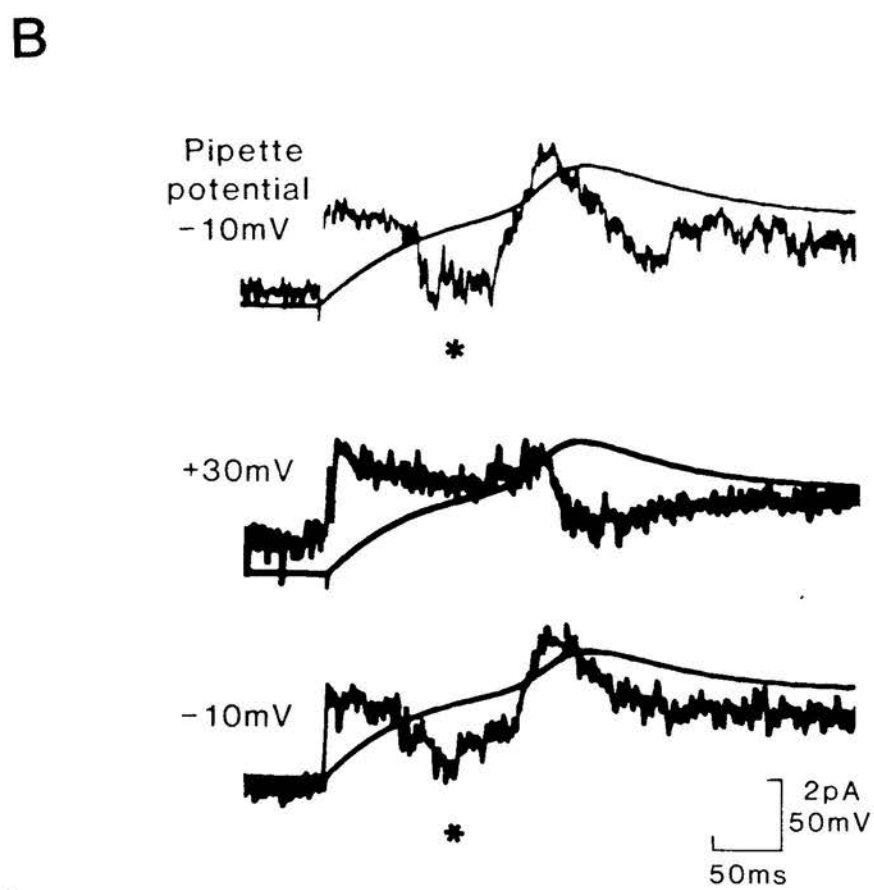 B
Pipette
potential
−10mV
*
+30mV
−10mV
*
2pA
50mV
50ms